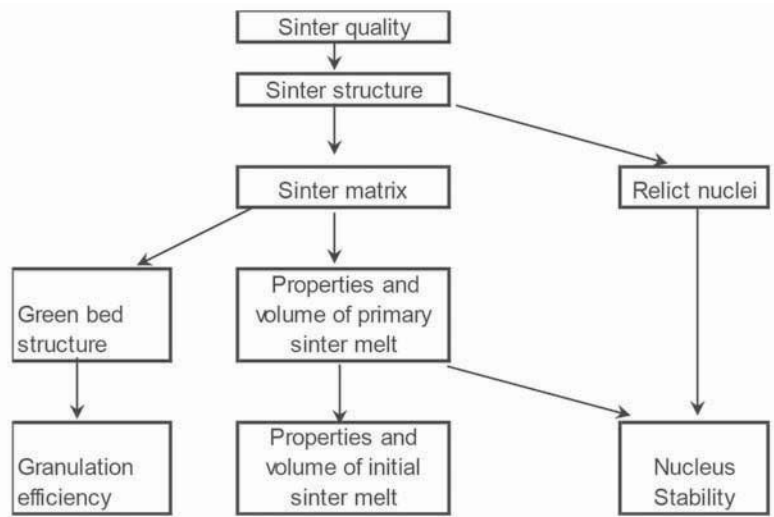 Sinter quality
Sinter structure
Sinter matrix
Relict nuclei
Green bed
structure
Properties and
volume of primary
sinter melt
Granulation
efficiency
Properties and
volume of initial
sinter melt
Nucleus
Stability